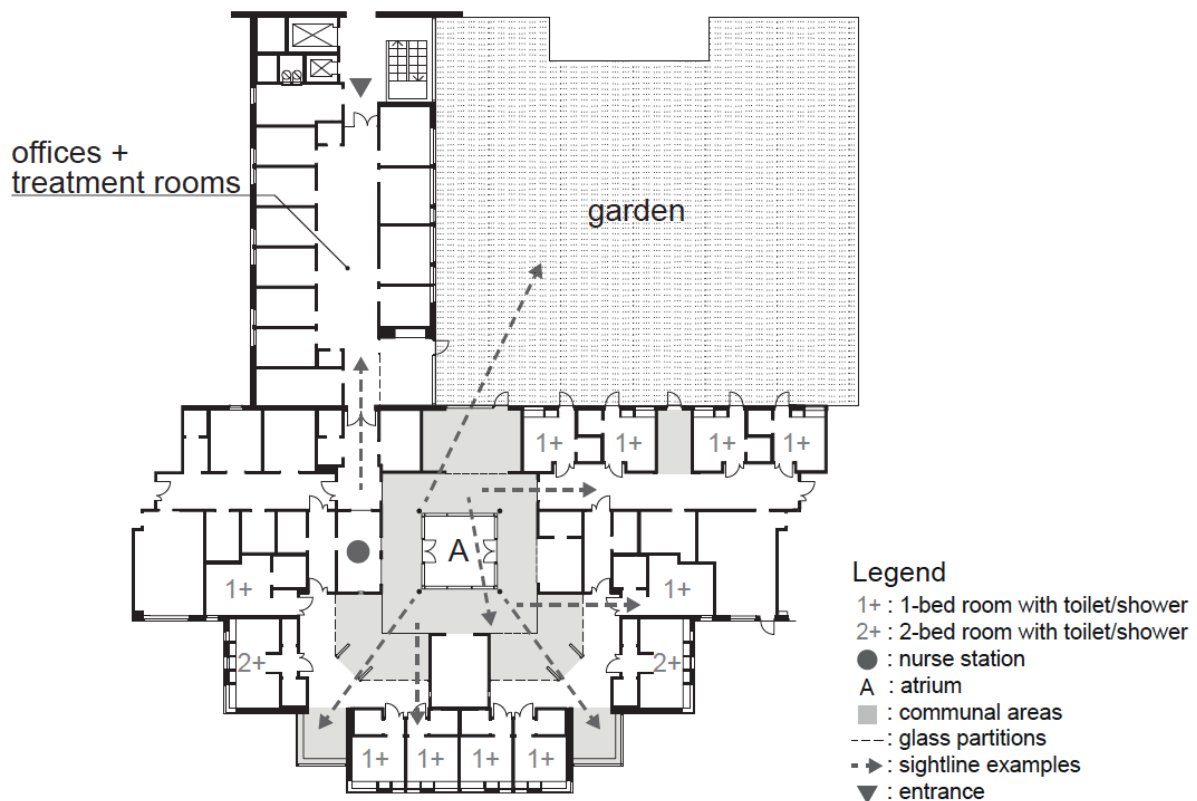 offices +
treatment rooms
garden
1+ 1+ 1+ 1+
A
1+ 1+
2+ 2+
1+ 1+ 1+ 1+
Legend
1+ : 1-bed room with toilet/shower
2+ : 2-bed room with toilet/shower
: nurse station
A : atrium
: communal areas
: glass partitions
: sightline examples
: entrance